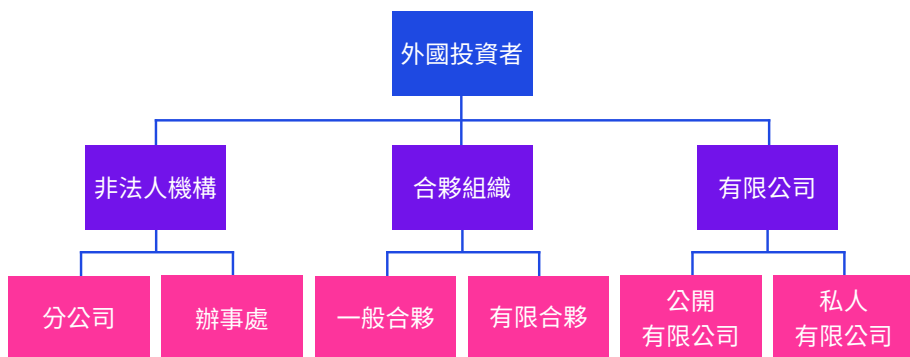 外國投資者
非法人機構
合夥組織
有限公司
分公司
辦事處
一般合夥
有限合夥
公開
有限公司
私人
有限公司